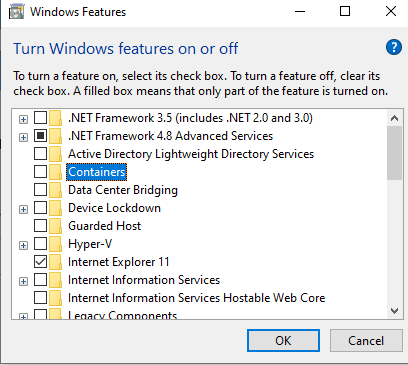 Windows Features
Turn Windows features on or off
?
To turn a feature on, select its check box. To turn a feature off, clear its
check box. A filled box means that only part of the feature is turned on.
.NET Framework 3.5 (includes .NET 2.0 and 3.0)
.NET Framework 4.8 Advanced Services
Active Directory Lightweight Directory Services
Containers
Data Center Bridging
Device Lockdown
Guarded Host
Hyper-V
Internet Explorer 11
Internet Information Services
Internet Information Services Hostable Web Core
Legacy Components
OK Cancel